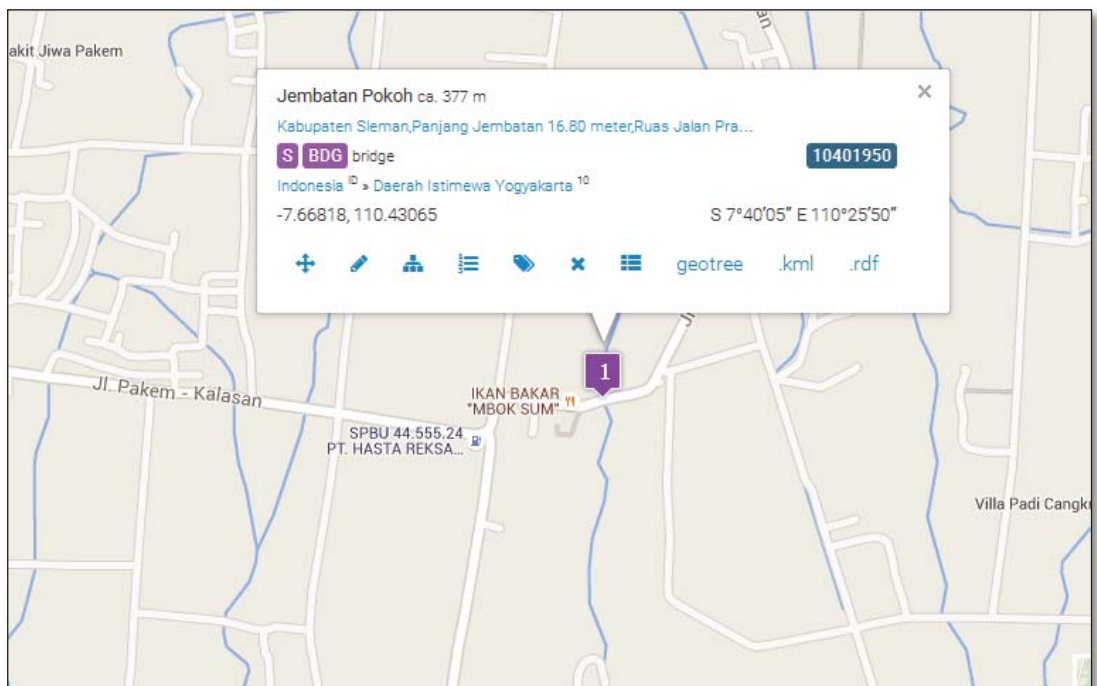 akit Jiwa Pakem
an
Jembatan Pokoh ca. 377 m
Kabupaten Sleman,Panjang Jembatan 16.80 meter,Ruas Jalan Pra...
S BDG bridge 10401950
Indonesia ID » Daerah Istimewa Yogyakarta 10
-7.66818, 110.43065 S 7°40′05″ E 110°25′50″
geotree .kml .rdf
Jl
1
Jl. Pakem - Kalasan
IKAN BAKAR
"MBOK SUM"
SPBU 44.555.24
PT. HASTA REKSA...
Villa Padi Cangk